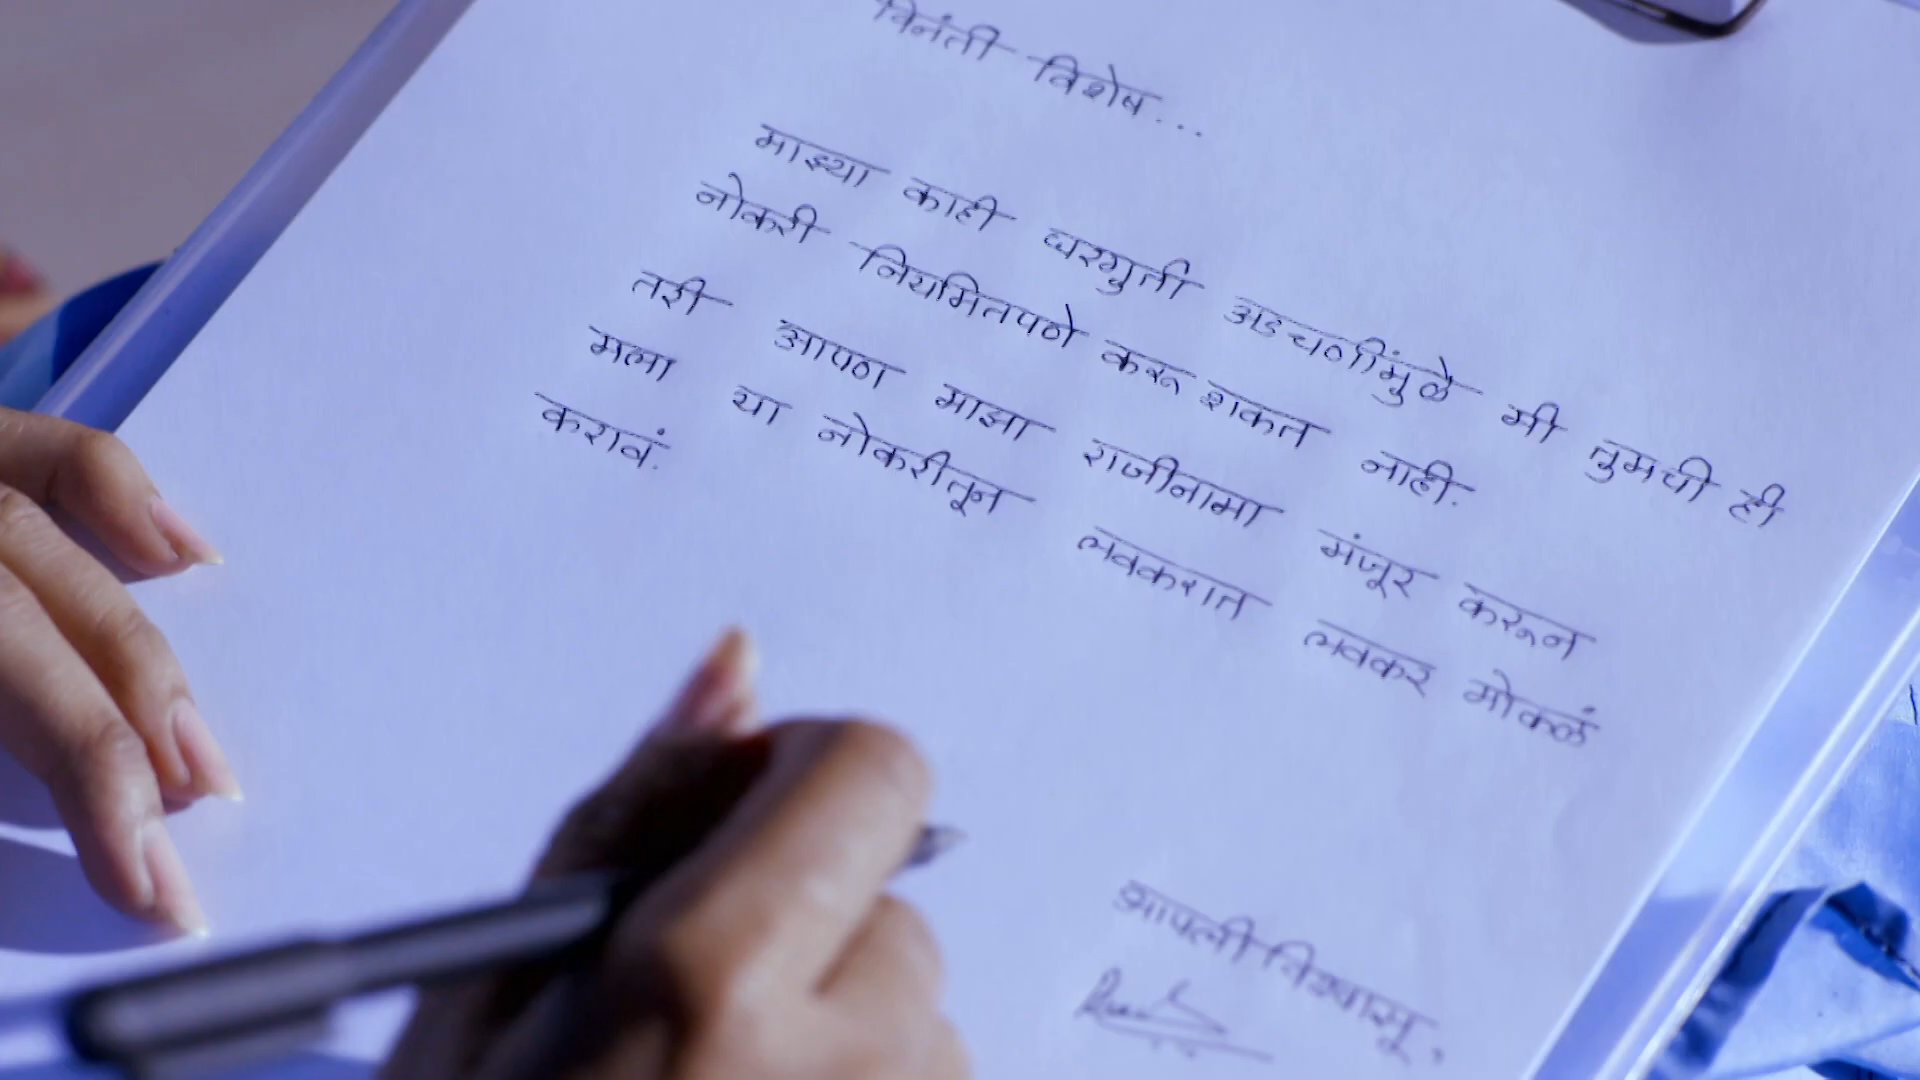 विनंती विशेष...
माझ्या काही घरगुती अडचणींमुळे मी तुमची ही
नोकरी नियमितपणे करू शकत नाही.
तरी आपण माझा राजीनामा मंजूर करून
मला या नोकरीतून लवकरात लवकर मोकळं
करावं.
आपली विश्वासू,